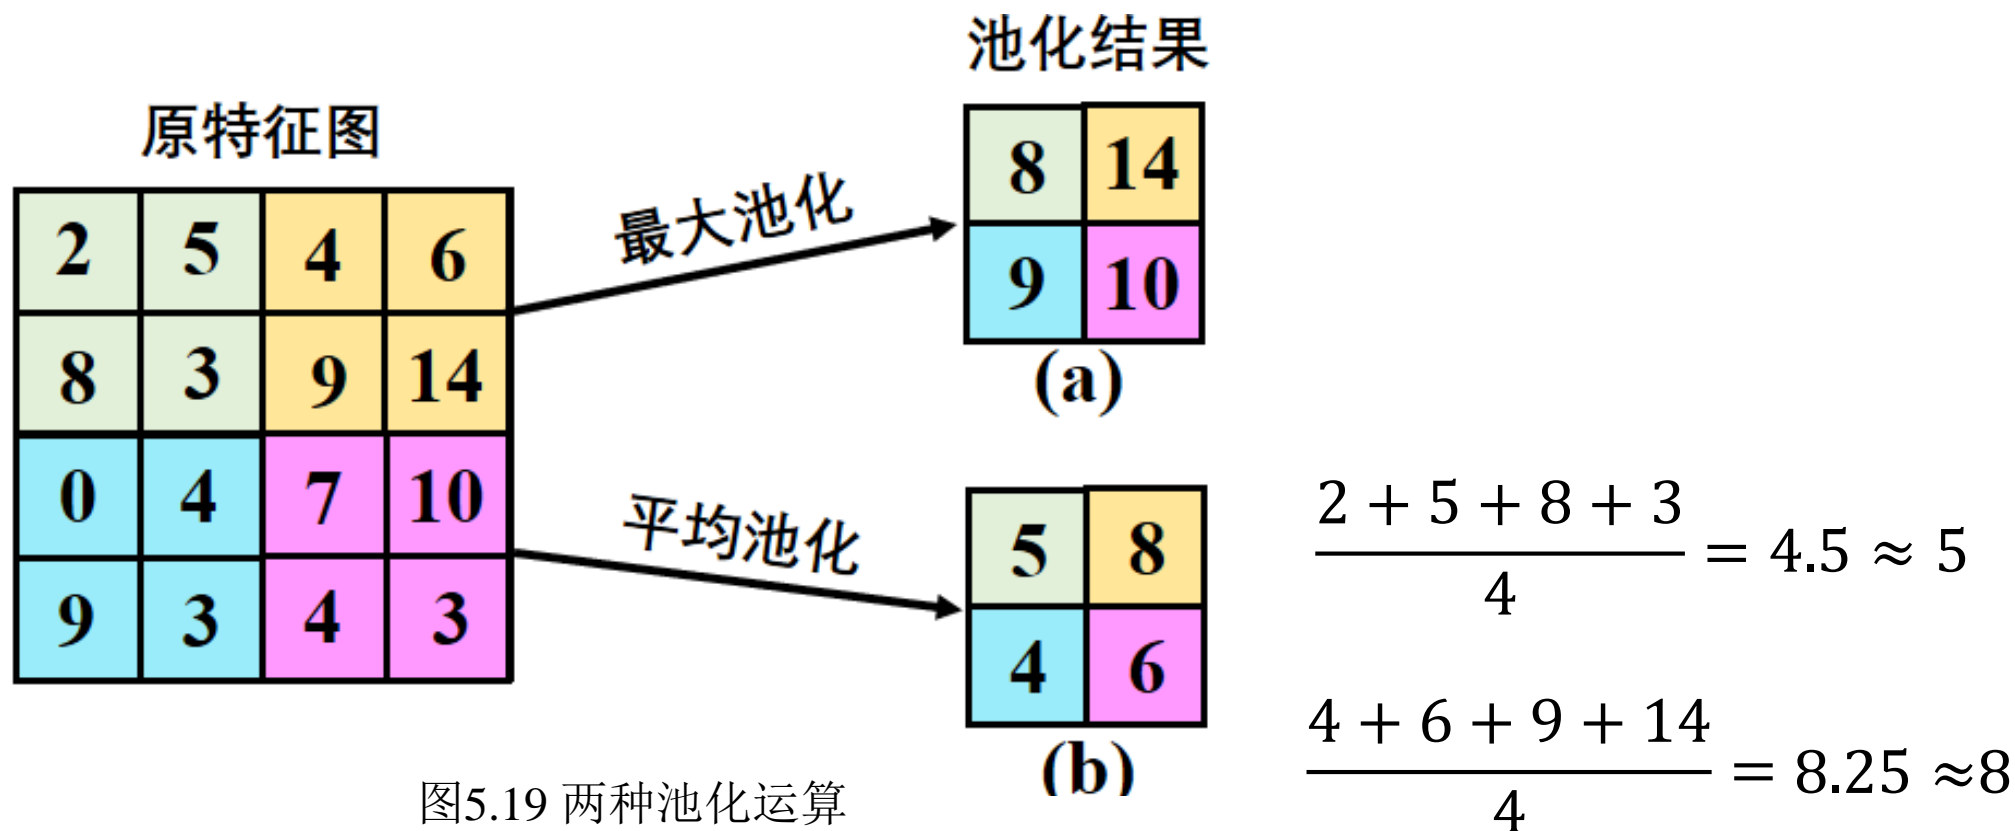 池化结果
原特征图
8 14
9 10
(a)
最大池化
2 5 4 6
8 3 9 14
0 4 7 10
9 3 4 3
平均池化
5 8
4 6
(b)
2 + 5 + 8 + 3
4
= 4.5 ≈ 5
4 + 6 + 9 + 14
4
= 8.25 ≈8
图5.19 两种池化运算